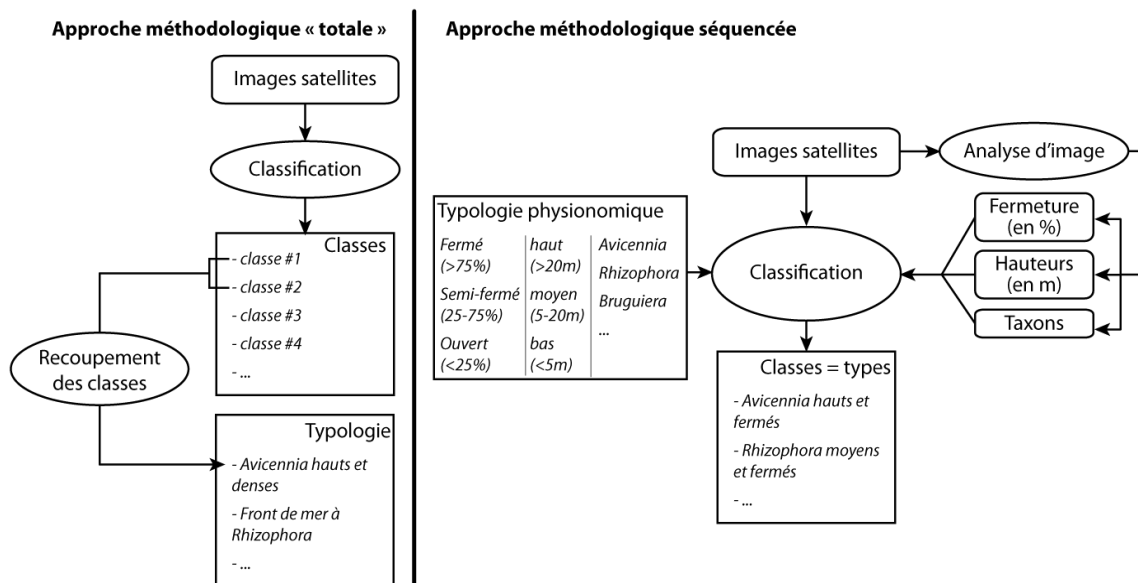 Approche méthodologique « totale »
Images satellites
Classification
Classes
- classe #1
- classe #2
- classe #3
- classe #4
- ...
Recoupement
des classes
Typologie
- Avicennia hauts et
denses
- Front de mer à
Rhizophora
- ...
Approche méthodologique séquencée
Images satellites
Analyse d'image
Typologie physionomique
Fermé
(>75%)
Semi-fermé
(25-75%)
Ouvert
(<25%)
haut
(>20m)
moyen
(5-20m)
bas
(<5m)
Avicennia
Rhizophora
Bruguiera
...
Classification
Fermeture
(en %)
Hauteurs
(en m)
Taxons
Classes = types
- Avicennia hauts et
fermés
- Rhizophora moyens
et fermés
- ...